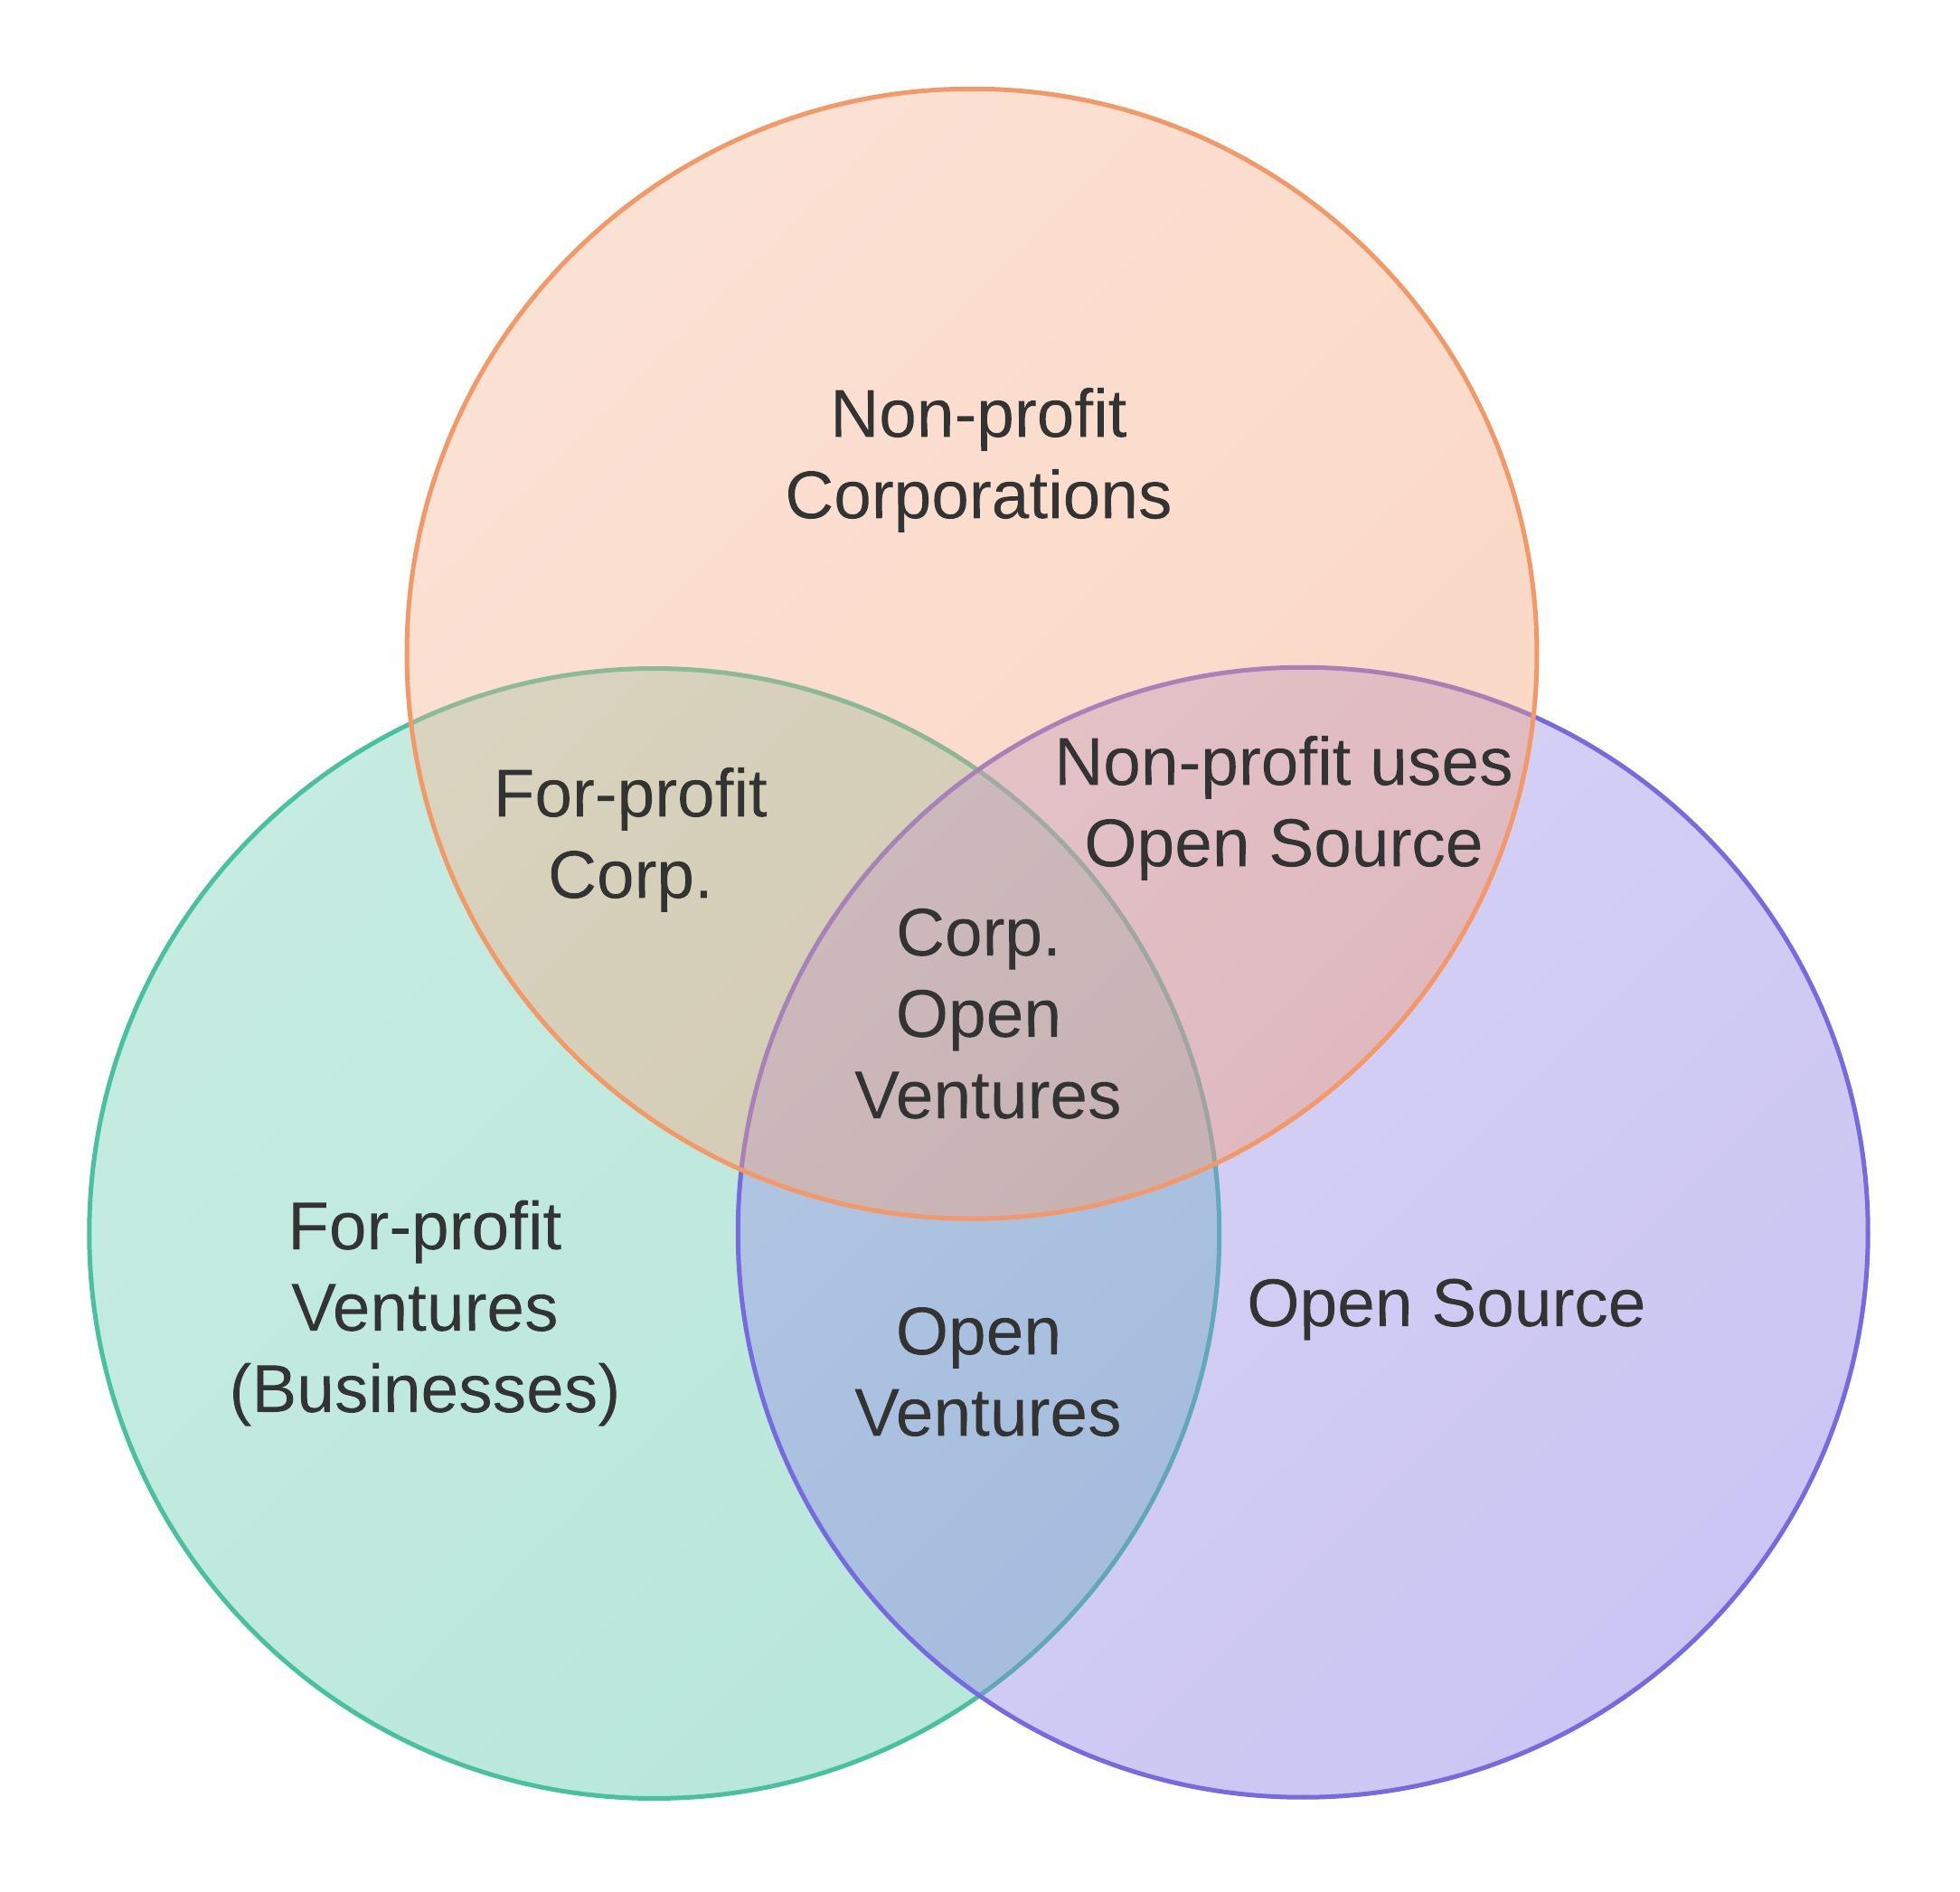 Non-profit
Corporations
For-profit
Corp.
Non-profit uses
Open Source
Corp.
Open
Ventures
For-profit
Ventures
(Businesses)
Open
Ventures
Open Source